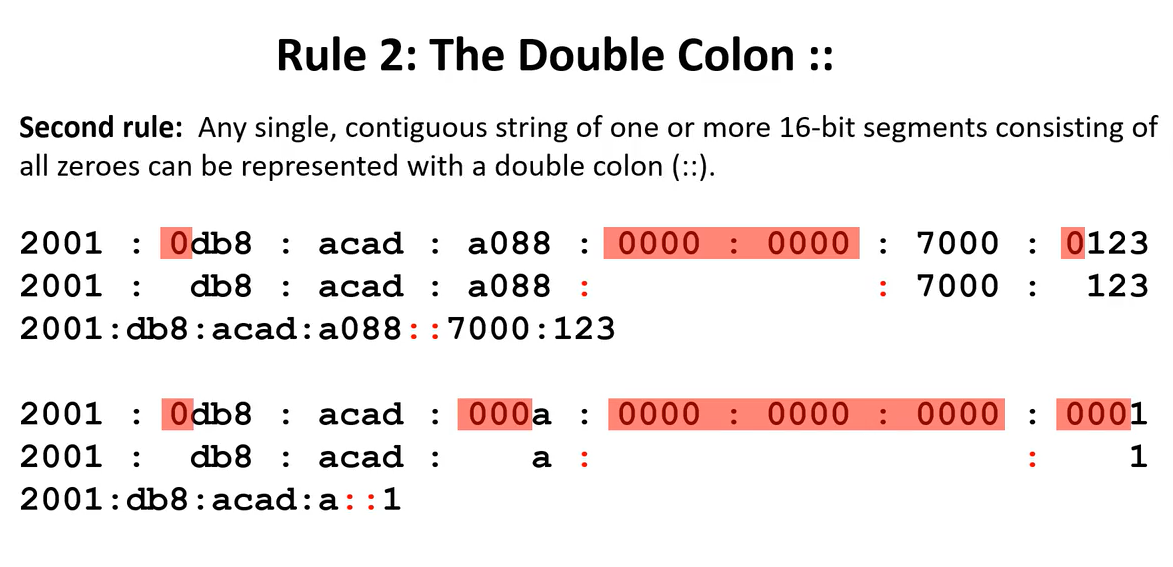 Rule 2: The Double Colon ::
Second rule: Any single, contiguous string of one or more 16-bit segments consisting of
all zeroes can be represented with a double colon (::).
2001 : 0db8 : acad : a088 : 0000 : 0000 : 7000 : 0123
2001 : db8 : acad : a088 : : 7000 : 123
2001:db8:acad:a088::7000:123
2001 : 0db8 : acad : 000a : 0000 : 0000 : 0000 : 0001
2001 : db8 : acad : a : : 1
2001:db8:acad:a::1